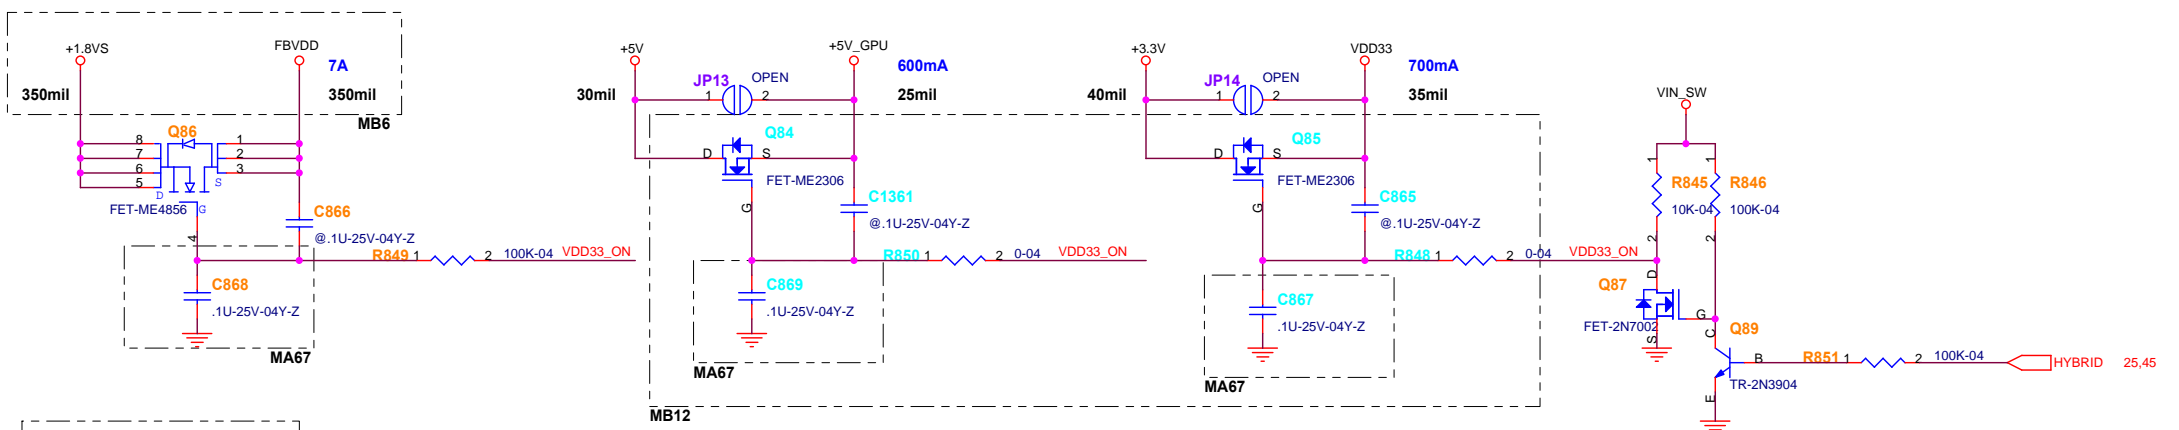 +1.8VS
FBVDD
7A
350mil
350mil
MB6
8
7
6
5
Q86
1
2
3
D
S
G
FET-ME4856
4
C866
@.1U-25V-04Y-Z
R849 1
2
100K-04
VDD33_ON
C868
.1U-25V-04Y-Z
MA67
+5V
+5V_GPU
600mA
JP13
OPEN
30mil
1
2
25mil
Q84
D
S
FET-ME2306
G
C1361
@.1U-25V-04Y-Z
R850 1
2
0-04
VDD33_ON
C869
.1U-25V-04Y-Z
MA67
MB12
+3.3V
VDD33
700mA
JP14
OPEN
40mil
1
2
35mil
Q85
D
S
FET-ME2306
G
C865
@.1U-25V-04Y-Z
R848 1
2
0-04
VDD33_ON
C867
.1U-25V-04Y-Z
MA67
VIN_SW
1
1
R845
R846
10K-04
100K-04
2
2
D
Q87
G
FET-2N7002
S
C
Q89
B
R851 1
2
100K-04
HYBRID
25,45
TR-2N3904
E